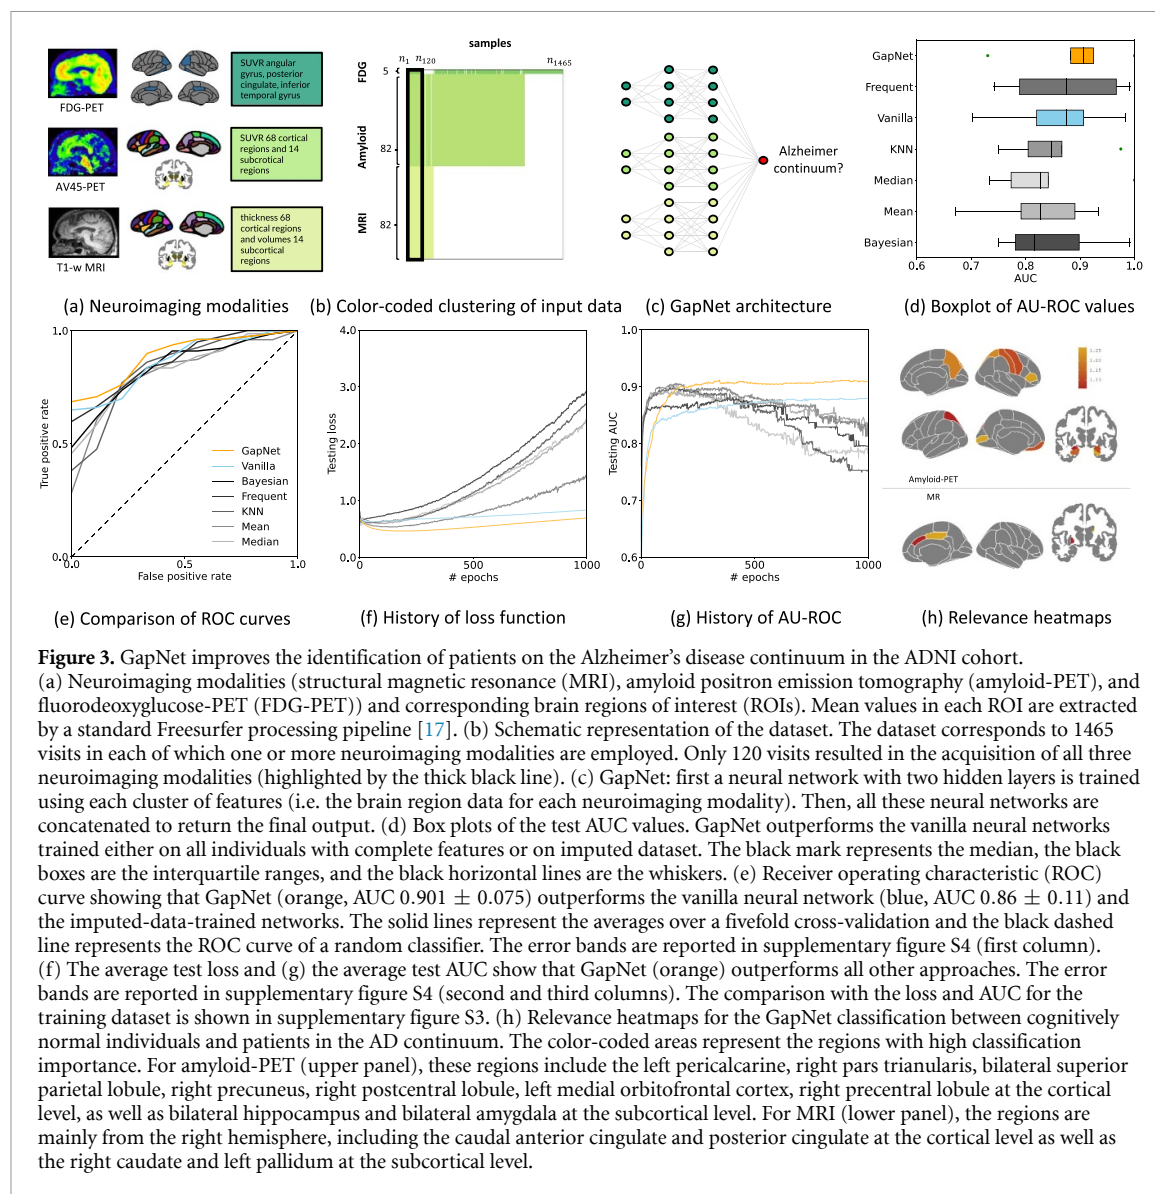 FDG-PET
SUVR angular
gyrus, posterior
cingulate, inferior
temporal gyrus
AV45-PET
SUVR 68 cortical
regions and 14
subcrotical
regions
T1-w MRI
thickness 68
cortical regions
and volumes 14
subcortical
regions
(a) Neuroimaging modalities
samples
n1 n120 n1465
FDG 5
Amyloid 82
MRI 82
(b) Color-coded clustering of input data
Alzheimer
continuum?
(c) GapNet architecture
GapNet
Frequent
Vanilla
KNN
Median
Mean
Bayesian
0.6 0.7 0.8 0.9 1.0
AUC
(d) Boxplot of AU-ROC values
True positive rate
1.0
0.5
0.0
GapNet
Vanilla
Bayesian
Frequent
KNN
Mean
Median
0.0 0.5 1.0
False positive rate
(e) Comparison of ROC curves
Testing loss
4.0
3.0
2.0
1.0
0.0
0 500 1000
# epochs
(f) History of loss function
Testing AUC
1.0
0.9
0.8
0.7
0.6
0 500 1000
# epochs
(g) History of AU-ROC
Amyloid-PET
MR
(h) Relevance heatmaps
Figure 3. GapNet improves the identification of patients on the Alzheimer's disease continuum in the ADNI cohort.
(a) Neuroimaging modalities (structural magnetic resonance (MRI), amyloid positron emission tomography (amyloid-PET), and
fluorodeoxyglucose-PET (FDG-PET)) and corresponding brain regions of interest (ROIs). Mean values in each ROI are extracted
by a standard Freesurfer processing pipeline [17]. (b) Schematic representation of the dataset. The dataset corresponds to 1465
visits in each of which one or more neuroimaging modalities are employed. Only 120 visits resulted in the acquisition of all three
neuroimaging modalities (highlighted by the thick black line). (c) GapNet: first a neural network with two hidden layers is trained
using each cluster of features (i.e. the brain region data for each neuroimaging modality). Then, all these neural networks are
concatenated to return the final output. (d) Box plots of the test AUC values. GapNet outperforms the vanilla neural networks
trained either on all individuals with complete features or on imputed dataset. The black mark represents the median, the black
boxes are the interquartile ranges, and the black horizontal lines are the whiskers. (e) Receiver operating characteristic (ROC)
curve showing that GapNet (orange, AUC 0.901 ± 0.075) outperforms the vanilla neural network (blue, AUC 0.86 ± 0.11) and
the imputed-data-trained networks. The solid lines represent the averages over a fivefold cross-validation and the black dashed
line represents the ROC curve of a random classifier. The error bands are reported in supplementary figure S4 (first column).
(f) The average test loss and (g) the average test AUC show that GapNet (orange) outperforms all other approaches. The error
bands are reported in supplementary figure S4 (second and third columns). The comparison with the loss and AUC for the
training dataset is shown in supplementary figure S3. (h) Relevance heatmaps for the GapNet classification between cognitively
normal individuals and patients in the AD continuum. The color-coded areas represent the regions with high classification
importance. For amyloid-PET (upper panel), these regions include the left pericalcarine, right pars trianularis, bilateral superior
parietal lobule, right precuneus, right postcentral lobule, left medial orbitofrontal cortex, right precentral lobule at the cortical
level, as well as bilateral hippocampus and bilateral amygdala at the subcortical level. For MRI (lower panel), the regions are
mainly from the right hemisphere, including the caudal anterior cingulate and posterior cingulate at the cortical level as well as
the right caudate and left pallidum at the subcortical level.